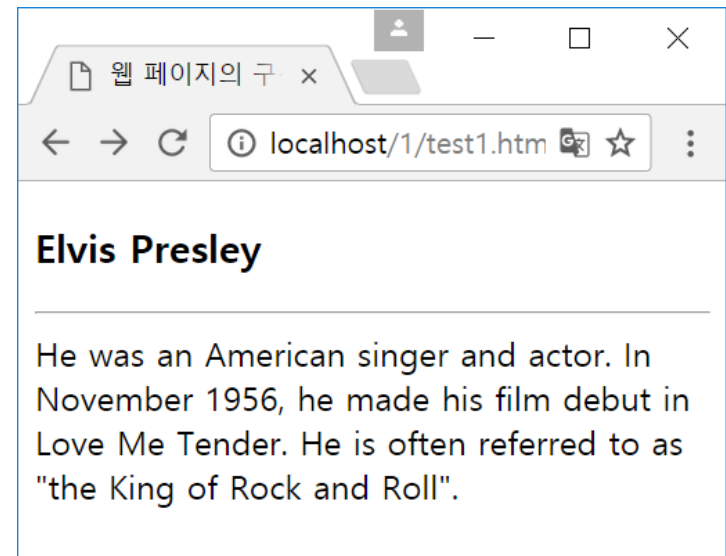 웹 페이지의 구
localhost/1/test1.htm
Elvis Presley
He was an American singer and actor. In
November 1956, he made his film debut in
Love Me Tender. He is often referred to as
"the King of Rock and Roll".